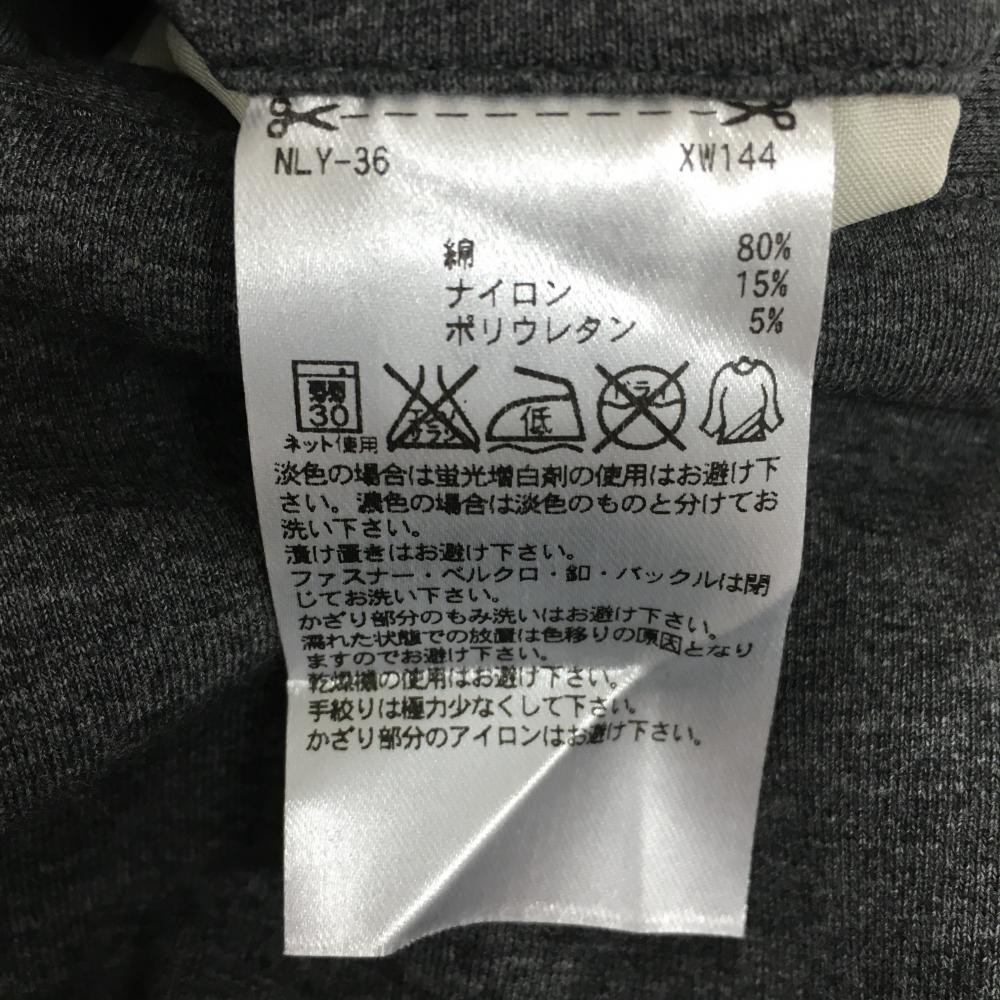 NLY-36 XW144
綿 80%
ナイロン 15%
ポリウレタン 5%
30
ネット使用
エンソ
サラシ
低
ドライ
淡色の場合は蛍光増白剤の使用はお避け下
さい。濃色の場合は淡色のものと分けてお
洗い下さい。
漬け置きはお避け下さい。
ファスナー・ベルクロ・釦・バックルは閉
じてお洗い下さい。
かざり部分のもみ洗いはお避け下さい。
濡れた状態での放置は色移りの原因となり
ますのでお避け下さい。
乾燥機の使用はお避け下さい。
手絞りは極力少なくして下さい。
かざり部分のアイロンはお避け下さい。